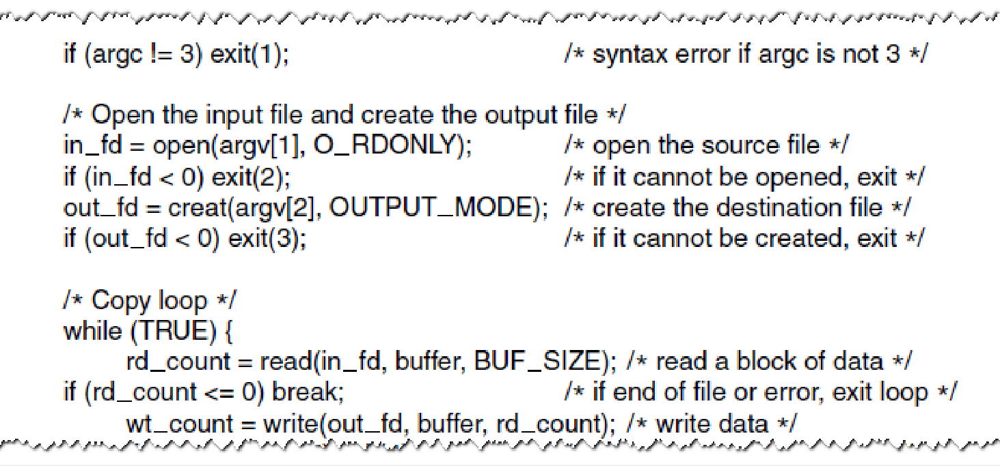 if (argc != 3) exit(1); /* syntax error if argc is not 3 */
/* Open the input file and create the output file */
in_fd = open(argv[1], O_RDONLY); /* open the source file */
if (in_fd < 0) exit(2); /* if it cannot be opened, exit */
out_fd = creat(argv[2], OUTPUT_MODE); /* create the destination file */
if (out_fd < 0) exit(3); /* if it cannot be created, exit */
/* Copy loop */
while (TRUE) {
rd_count = read(in_fd, buffer, BUF_SIZE); /* read a block of data */
if (rd_count <= 0) break; /* if end of file or error, exit loop */
wt_count = write(out_fd, buffer, rd_count); /* write data */